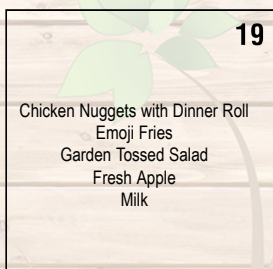 19
Chicken Nuggets with Dinner Roll
Emoji Fries
Garden Tossed Salad
Fresh Apple
Milk